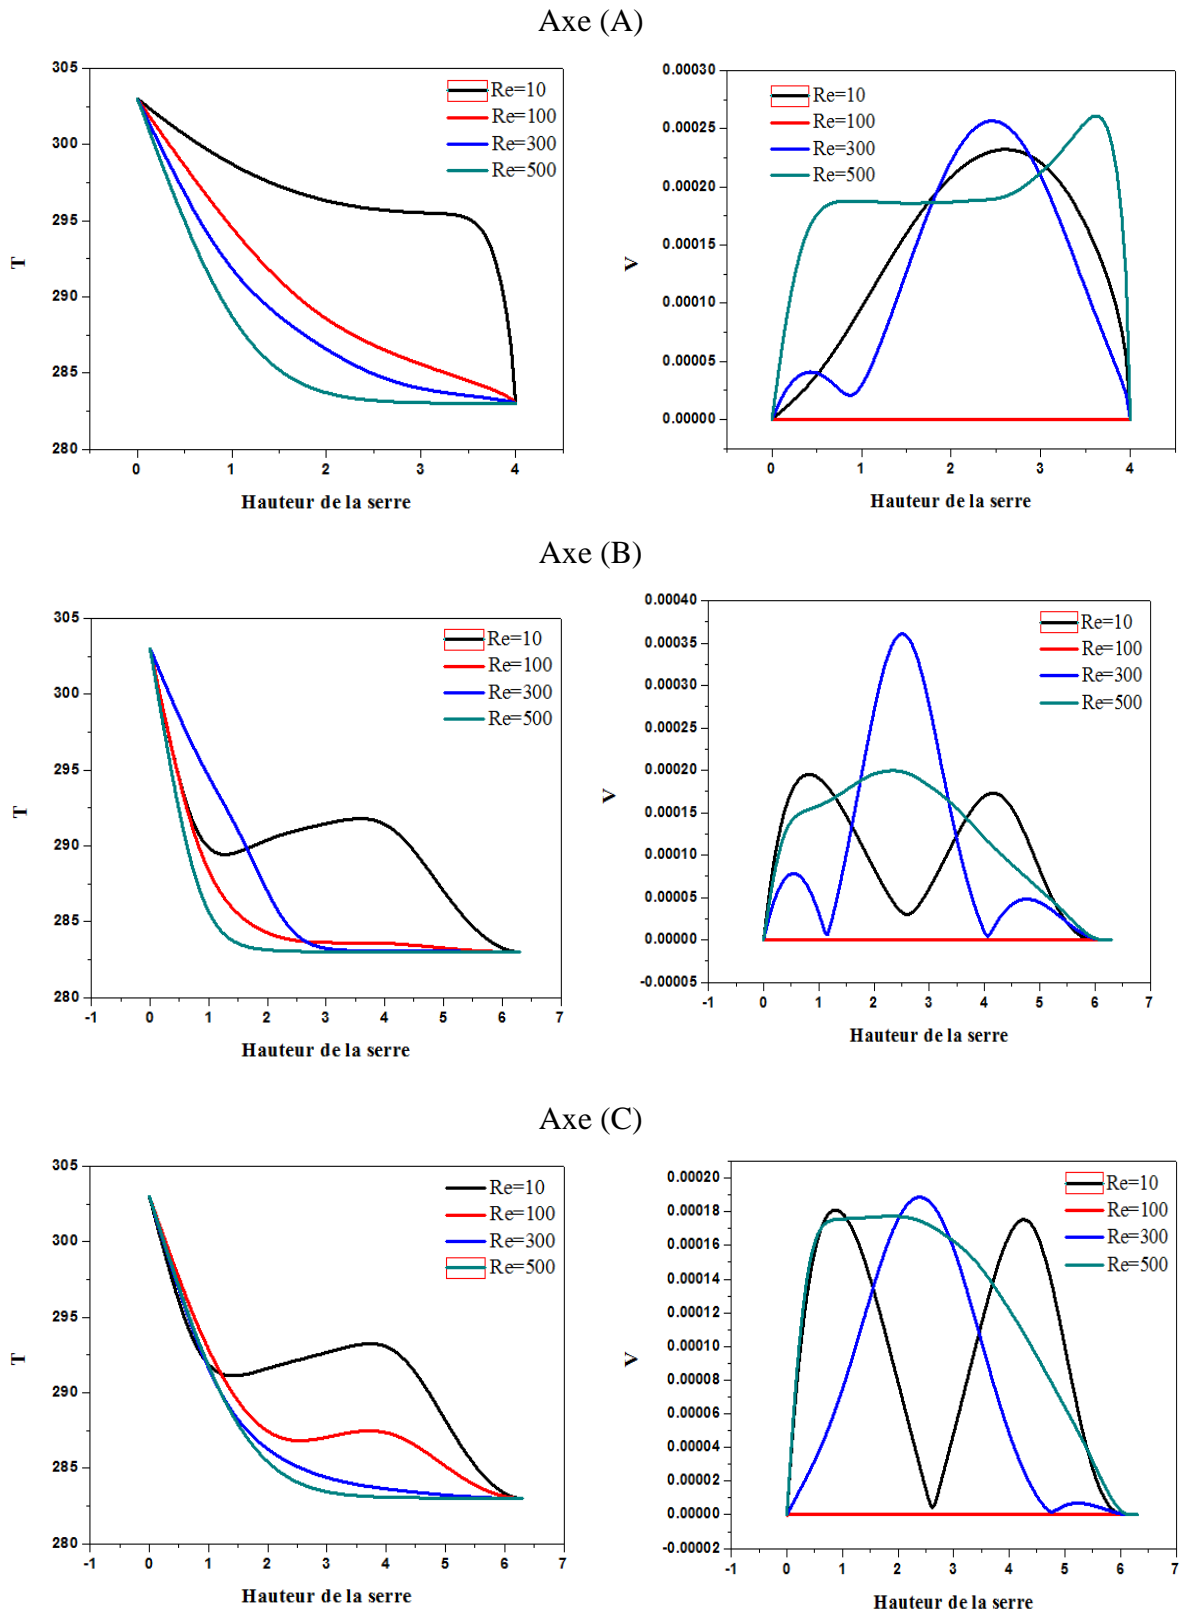 Axe (A)
305
300
295
290
285
280
T
0 1 2 3 4
Hauteur de la serre
Re=10
Re=100
Re=300
Re=500
0.00030
0.00025
0.00020
0.00015
0.00010
0.00005
0.00000
V
0 1 2 3 4
Hauteur de la serre
Re=10
Re=100
Re=300
Re=500
Axe (B)
305
300
295
290
285
280
T
-1 0 1 2 3 4 5 6 7
Hauteur de la serre
Re=10
Re=100
Re=300
Re=500
0.00040
0.00035
0.00030
0.00025
0.00020
0.00015
0.00010
0.00005
0.00000
-0.00005
V
-1 0 1 2 3 4 5 6 7
Hauteur de la serre
Re=10
Re=100
Re=300
Re=500
Axe (C)
305
300
295
290
285
280
T
-1 0 1 2 3 4 5 6 7
Hauteur de la serre
Re=10
Re=100
Re=300
Re=500
0.00020
0.00018
0.00016
0.00014
0.00012
0.00010
0.00008
0.00006
0.00004
0.00002
0.00000
-0.00002
V
-1 0 1 2 3 4 5 6 7
Hauteur de la serre
Re=10
Re=100
Re=300
Re=500